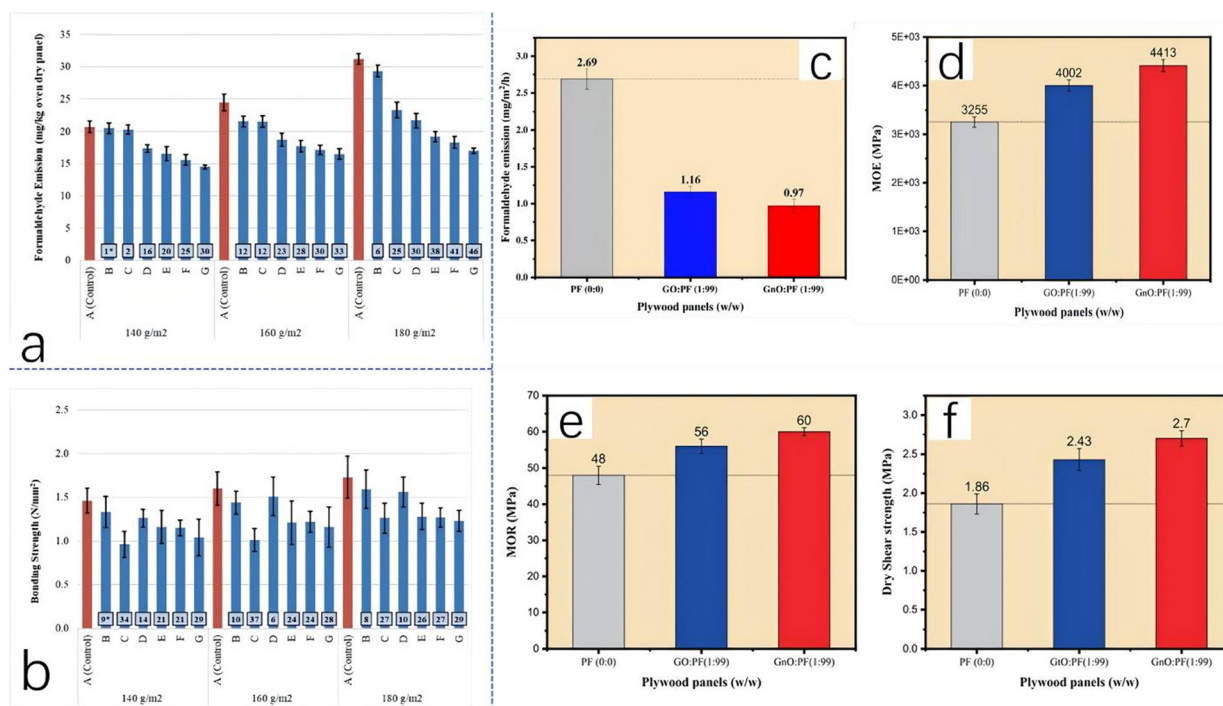 a
Formaldehyde Emission (mg/kg oven dry panel)
35
30
25
20
15
10
5
0
1* 2 16 20 25 30 12 12 23 28 30 33 6 25 30 38 41 46
A (Control) B C D E F G A (Control) B C D E F G A (Control) B C D E F G
140 g/m2 160 g/m2 180 g/m2
b
Bonding Strength (N/mm²)
2.5
2.0
1.5
1.0
0.5
0.0
9* 34 14 21 21 29 10 37 6 24 24 28 8 27 10 26 27 29
A (Control) B C D E F G A (Control) B C D E F G A (Control) B C D E F G
140 g/m2 160 g/m2 180 g/m2
c
Formaldehyde emission (mg/m²/h)
3.0
2.5
2.0
1.5
1.0
0.5
0.0
2.69
1.16
0.97
PF (0:0) GO:PF (1:99) GnO:PF (1:99)
Plywood panels (w/w)
d
MOE (MPa)
5E+03
4E+03
3E+03
2E+03
1E+03
0E+00
3255
4002
4413
PF (0:0) GO:PF(1:99) GnO:PF(1:99)
Plywood panels (w/w)
e
MOR (MPa)
70
60
50
40
30
20
10
0
48
56
60
PF (0:0) GO:PF(1:99) GnO:PF(1:99)
Plywood panels (w/w)
f
Dry Shear strength (MPa)
3.0
2.5
2.0
1.5
1.0
0.5
0.0
1.86
2.43
2.7
PF (0:0) GtO:PF(1:99) GnO:PF(1:99)
Plywood panels (w/w)